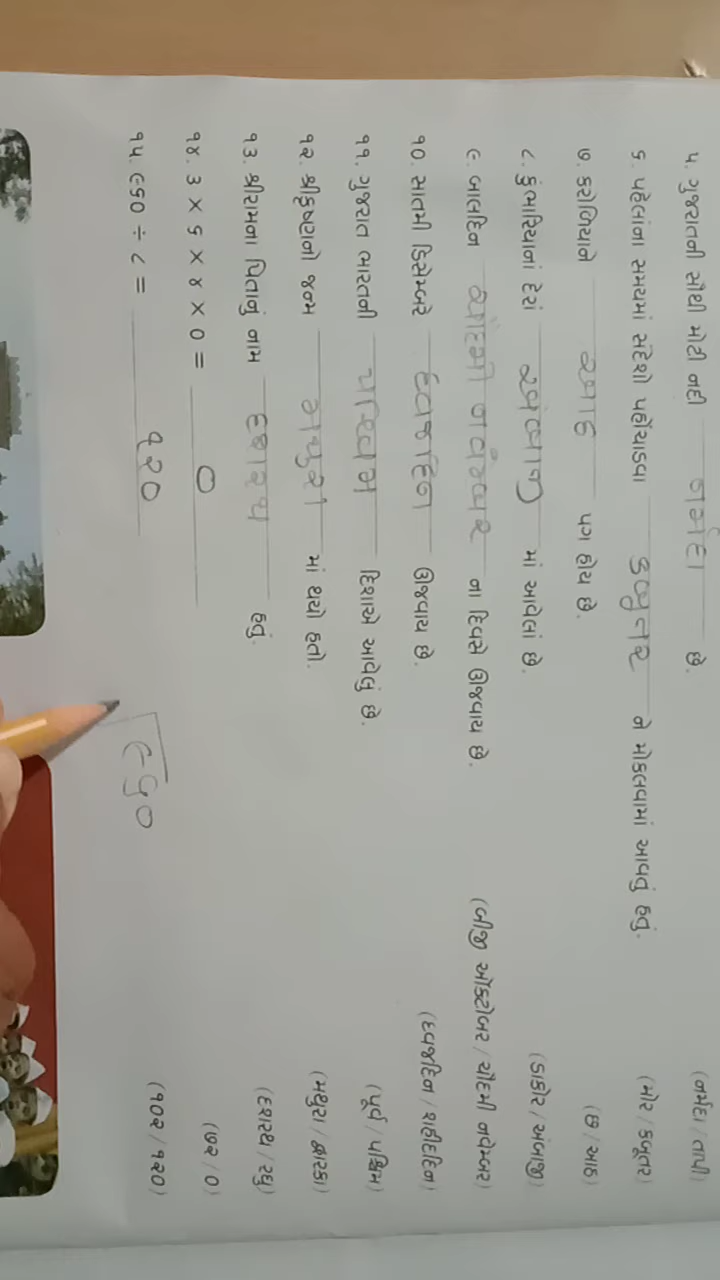 ૫. ગુજરાતની સૌથી મોટી નદી નર્મદા છે. (નર્મદા / તાપી)
૬. પહેલાંના સમયમાં સંદેશો પહોંચાડવા કબુતર ને મોકલવામાં આવતું હતું. (મોર / કબૂતર)
૭. કરોળિયાને આઠ પગ હોય છે. (છ / આઠ)
૮. કુંભારિયાનાં દેરાં અંબાજી માં આવેલાં છે. (ડાકોર / અંબાજી)
૯. બાલદિન ચૌદમી નવેમ્બર ના દિવસે ઊજવાય છે. (બીજી ઑક્ટોબર / ચૌદમી નવેમ્બર)
૧૦. સાતમી ડિસેમ્બરે ધ્વજદિન ઊજવાય છે. (ધ્વજદિન / શહીદદિન)
૧૧. ગુજરાત ભારતની પશ્ચિમ દિશાએ આવેલું છે. (પૂર્વ / પશ્ચિમ)
૧૨. શ્રીકૃષ્ણનો જન્મ મથુરા માં થયો હતો. (મથુરા / દ્વારકા)
૧૩. શ્રીરામના પિતાનું નામ દશરથ હતું. (દશરથ / રઘુ)
૧૪. ૩ × ૬ × ૪ × ૦ = ૦ (૭૨ / ૦)
૧૫. ૯૬૦ ÷ ૮ = ૧૨૦ (૧૦૨ / ૧૨૦)
૯૬૦